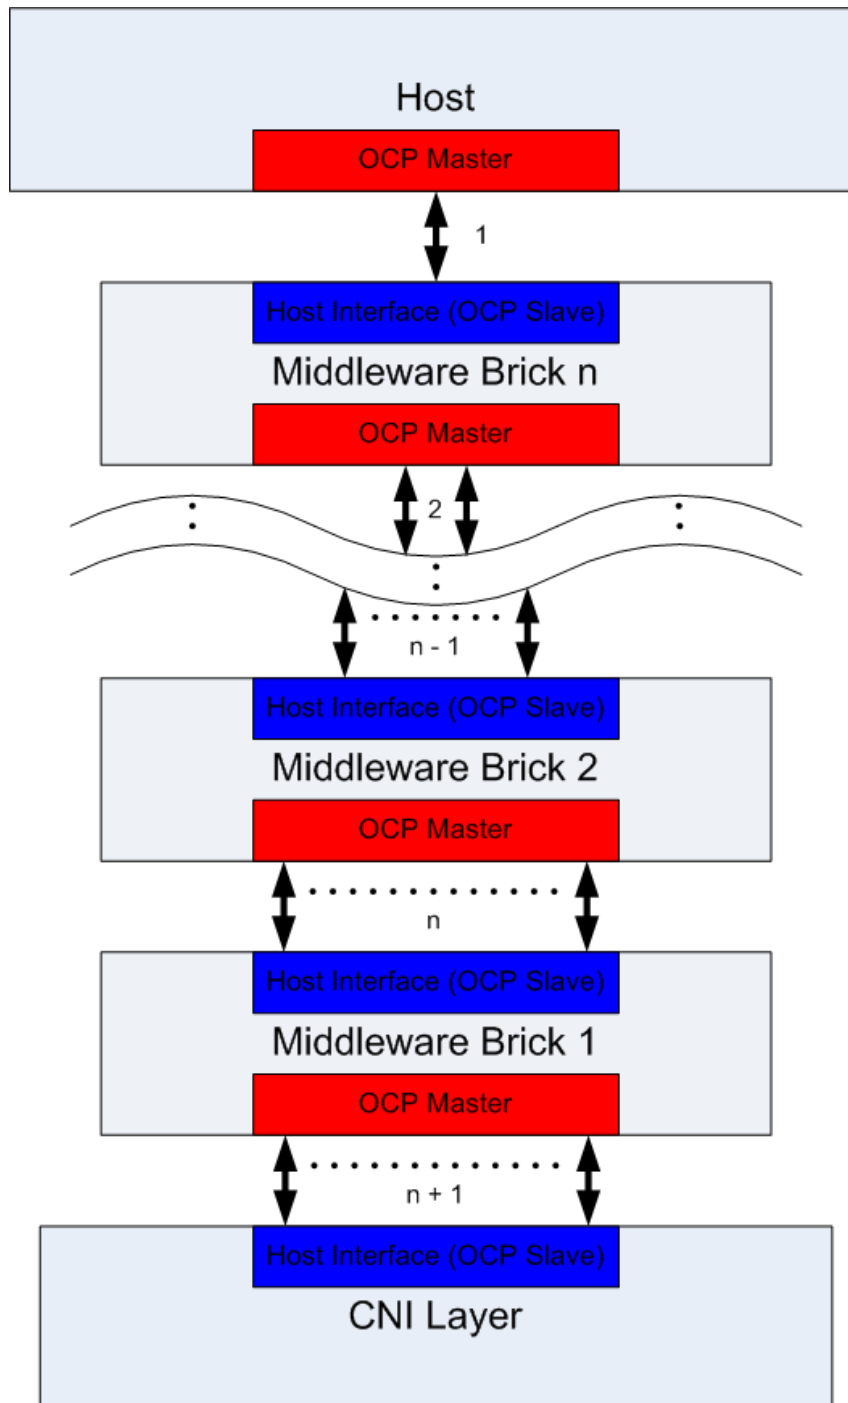 Host
OCP Master
1
Host Interface (OCP Slave)
Middleware Brick n
OCP Master
2
n - 1
Host Interface (OCP Slave)
Middleware Brick 2
OCP Master
n
Host Interface (OCP Slave)
Middleware Brick 1
OCP Master
n + 1
Host Interface (OCP Slave)
CNI Layer